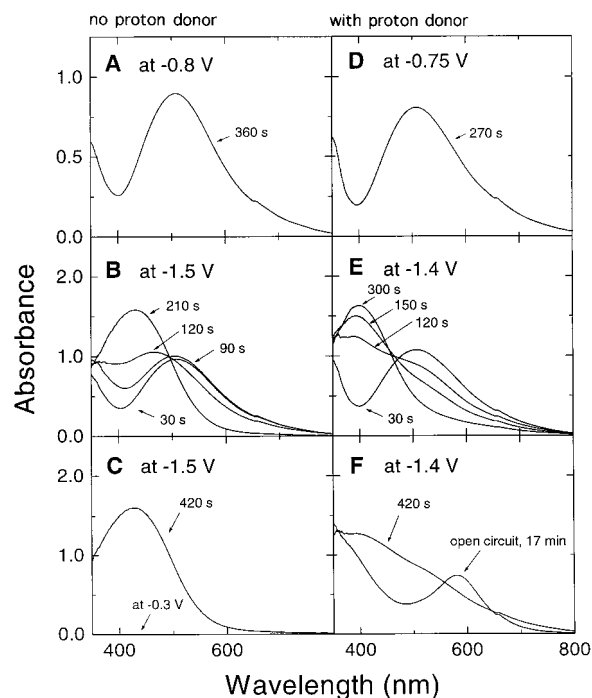 no proton donor
with proton donor
A at -0.8 V
360 s
D at -0.75 V
270 s
1.0
0.5
0.0
B at -1.5 V
210 s
120 s
90 s
30 s
E at -1.4 V
300 s
150 s
120 s
30 s
2.0
1.0
0.0
C at -1.5 V
420 s
at -0.3 V
F at -1.4 V
420 s
open circuit, 17 min
2.0
1.0
0.0
400 600
400 600 800
Absorbance
Wavelength (nm)